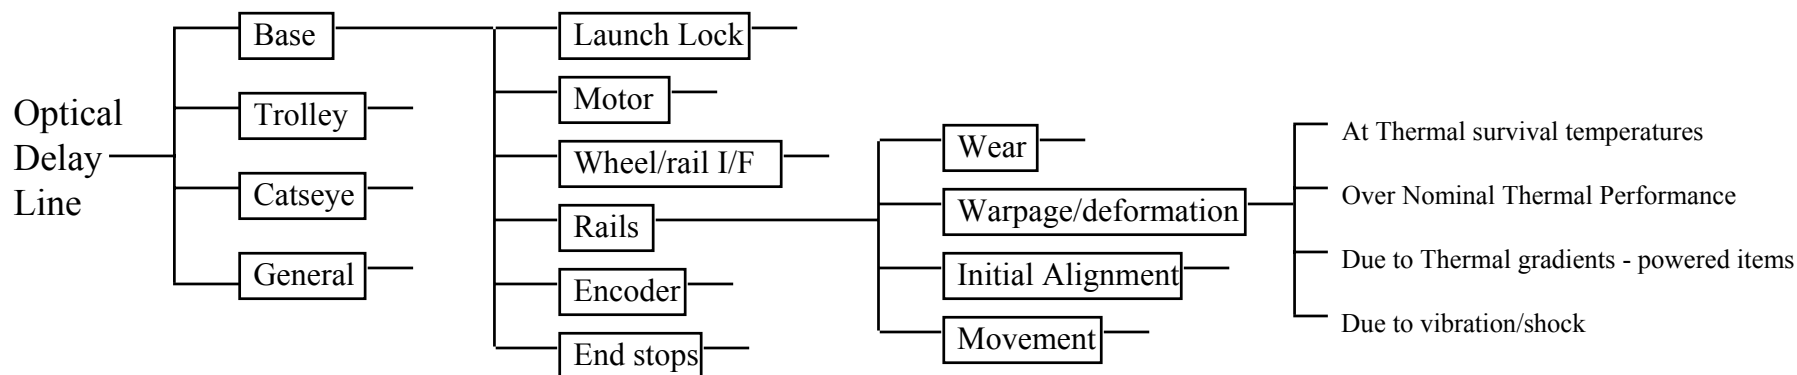 Optical
Delay
Line
Base
Trolley
Catseye
General
Launch Lock
Motor
Wheel/rail I/F
Rails
Encoder
End stops
Wear
Warpage/deformation
Initial Alignment
Movement
At Thermal survival temperatures
Over Nominal Thermal Performance
Due to Thermal gradients - powered items
Due to vibration/shock